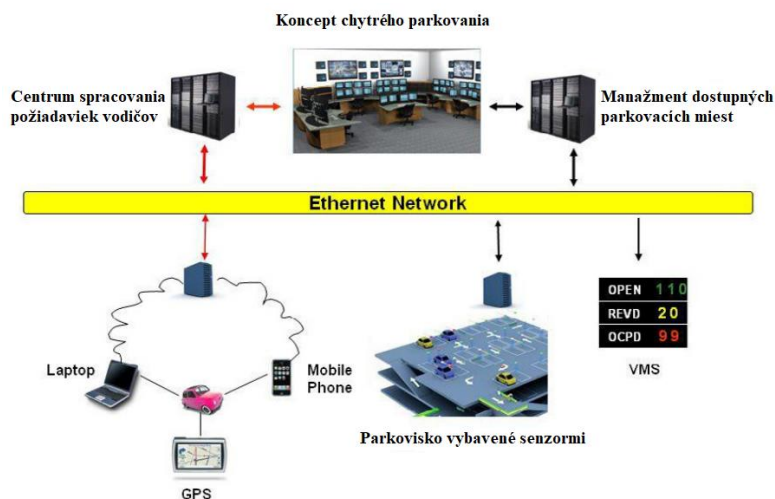 Koncept chytrého parkovania
Centrum spracovania
požiadaviek vodičov
Manažment dostupných
parkovacích miest
Ethernet Network
Laptop
Mobile
Phone
GPS
OPEN 110
REVD 20
OCPD 99
VMS
Parkovisko vybavené senzormi